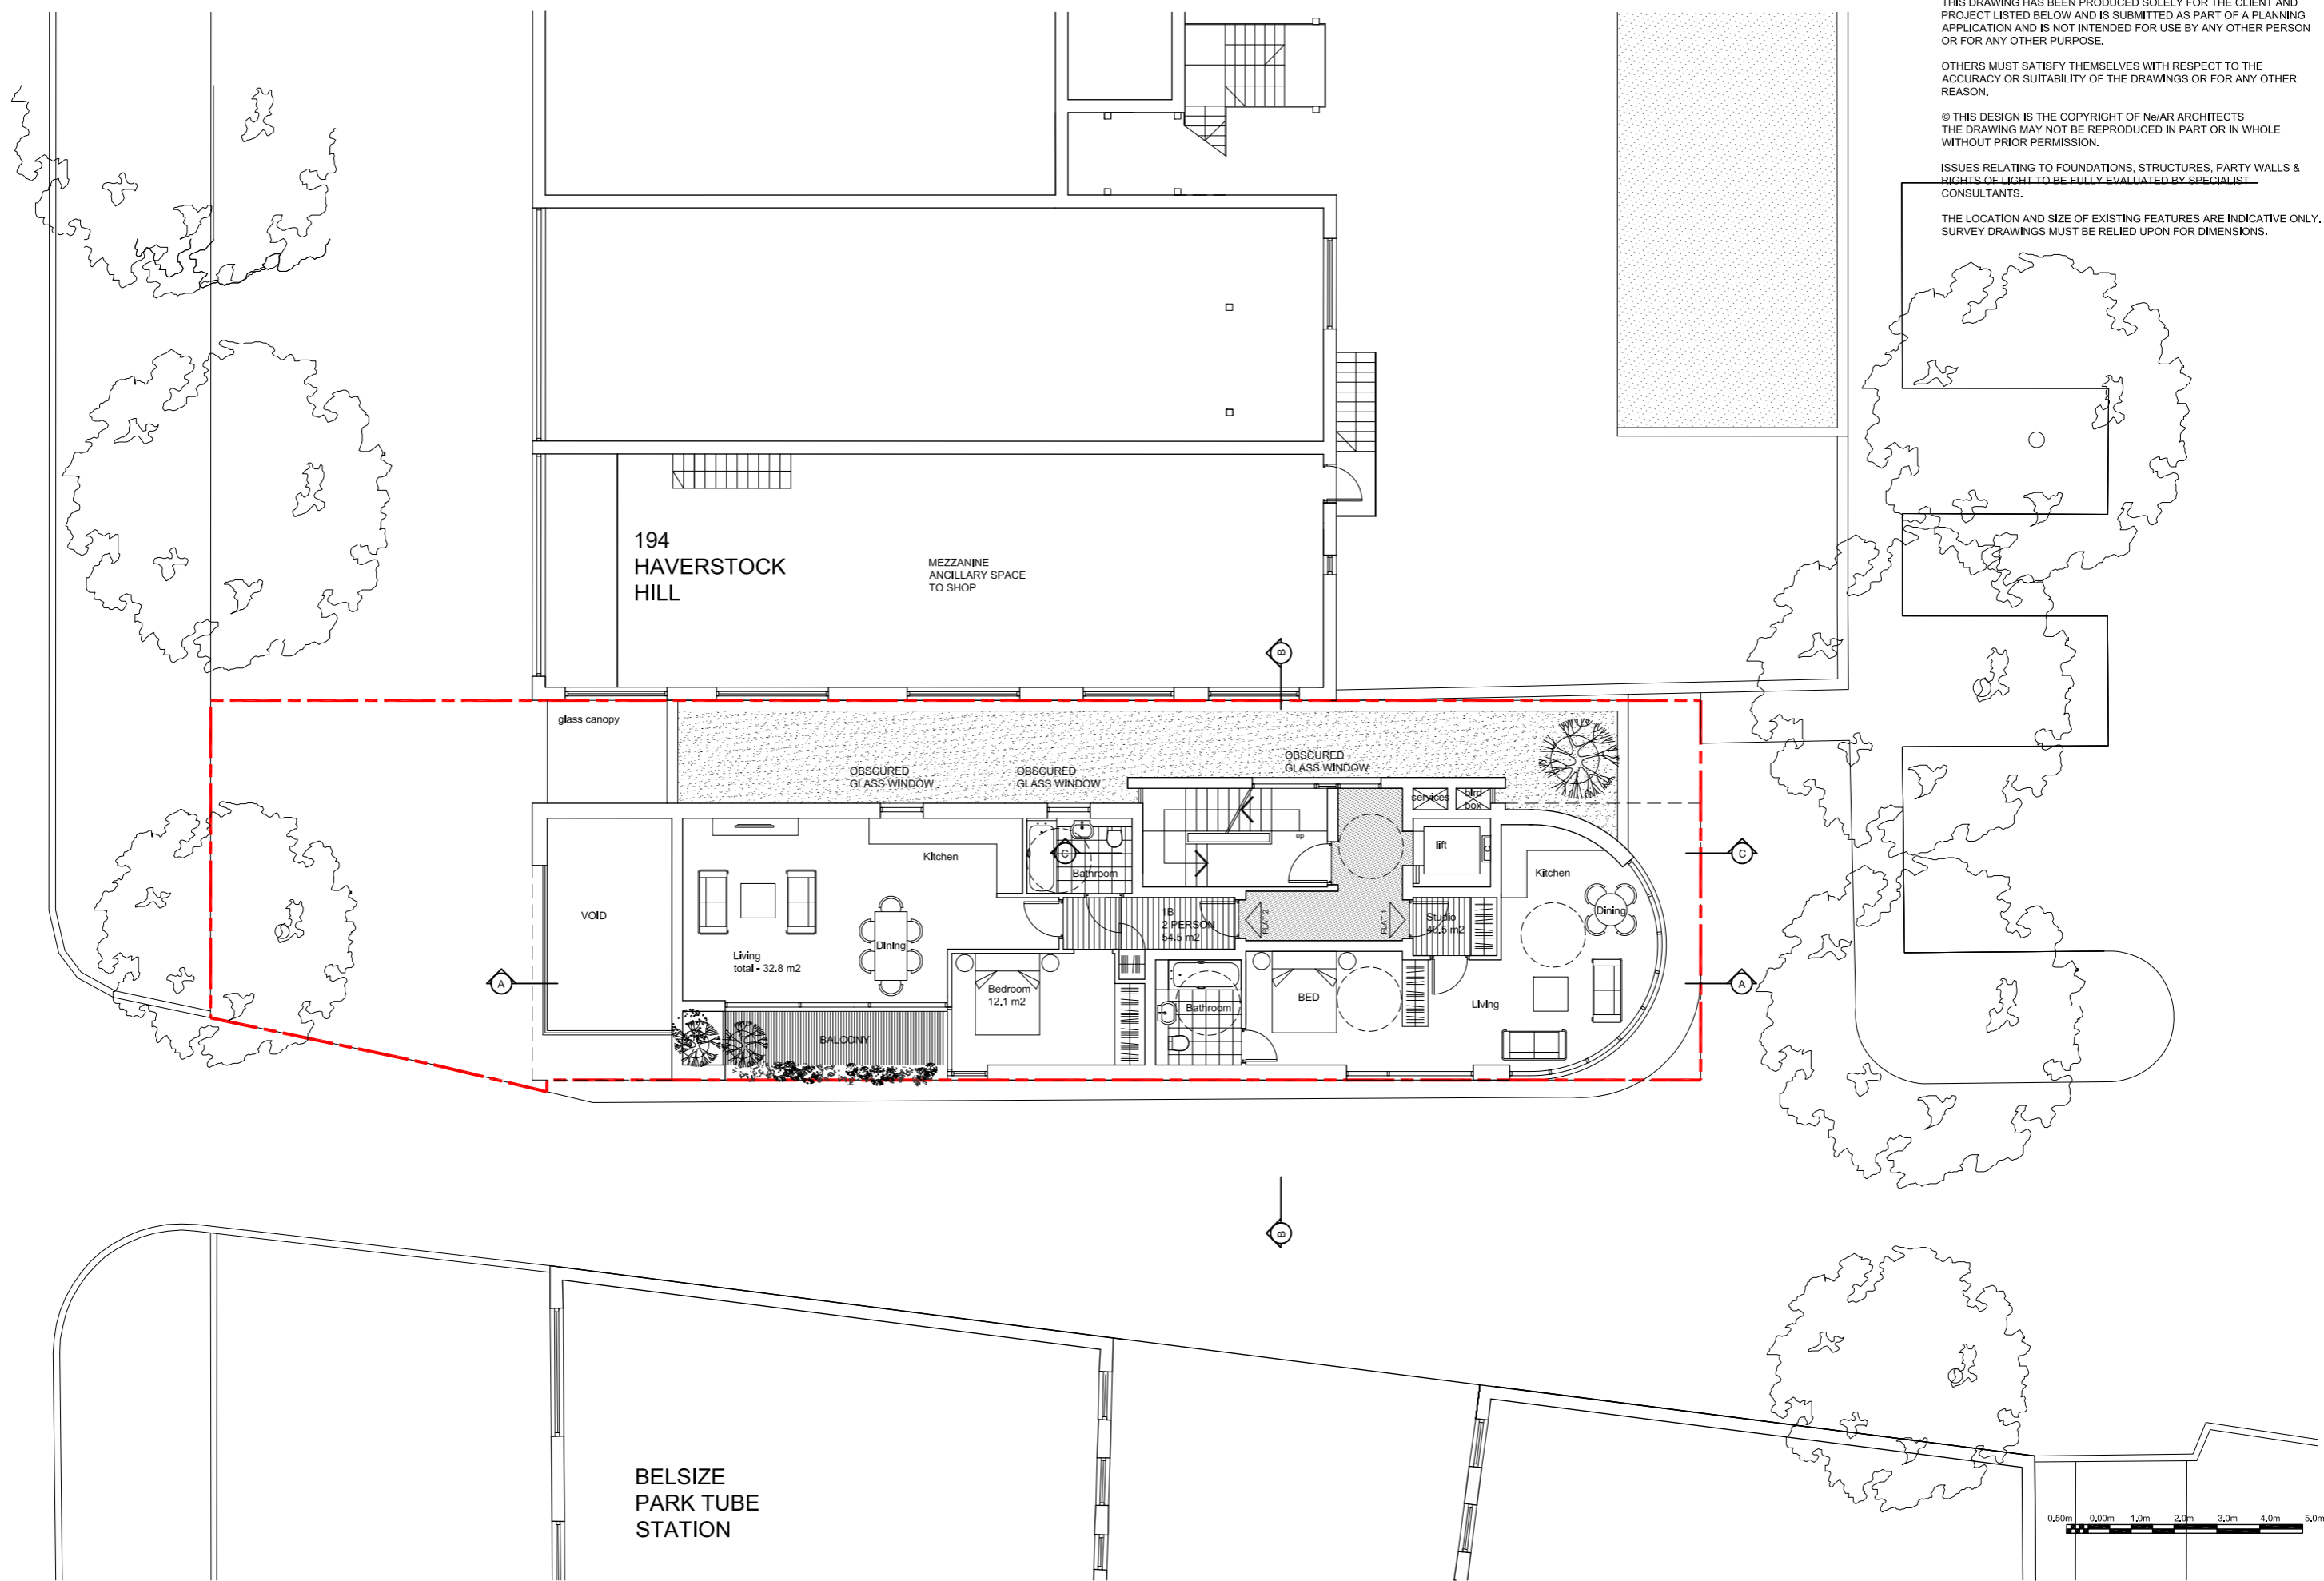 THIS DRAWING HAS BEEN PRODUCED SOLELY FOR THE CLIENT AND
PROJECT LISTED BELOW AND IS SUBMITTED AS PART OF A PLANNING
APPLICATION AND IS NOT INTENDED FOR USE BY ANY OTHER PERSON
OR FOR ANY OTHER PURPOSE.
OTHERS MUST SATISFY THEMSELVES WITH RESPECT TO THE
ACCURACY OR SUITABILITY OF THE DRAWINGS OR FOR ANY OTHER
REASON.
© THIS DESIGN IS THE COPYRIGHT OF Ne/AR ARCHITECTS
THE DRAWING MAY NOT BE REPRODUCED IN PART OR IN WHOLE
WITHOUT PRIOR PERMISSION.
ISSUES RELATING TO FOUNDATIONS, STRUCTURES, PARTY WALLS &
RIGHTS OF LIGHT TO BE FULLY EVALUATED BY SPECIALIST
CONSULTANTS.
THE LOCATION AND SIZE OF EXISTING FEATURES ARE INDICATIVE ONLY.
SURVEY DRAWINGS MUST BE RELIED UPON FOR DIMENSIONS.
194
HAVERSTOCK
HILL
MEZZANINE
ANCILLARY SPACE
TO SHOP
B
glass canopy
OBSCURED
GLASS WINDOW
OBSCURED
GLASS WINDOW
OBSCURED
GLASS WINDOW
services
bird
box
up
lift
Kitchen
C
Bathroom
Kitchen
C
VOID
Dining
Living
total - 32.8 m2
1B
2 PERSON
54.5 m2
FLAT 2
FLAT 1
Studio
40.5 m2
Dining
A
Bedroom
12.1 m2
Bathroom
BED
Living
A
BALCONY
B
BELSIZE
PARK TUBE
STATION
0.50m 0.00m 1.0m 2.0m 3.0m 4.0m 5.0m